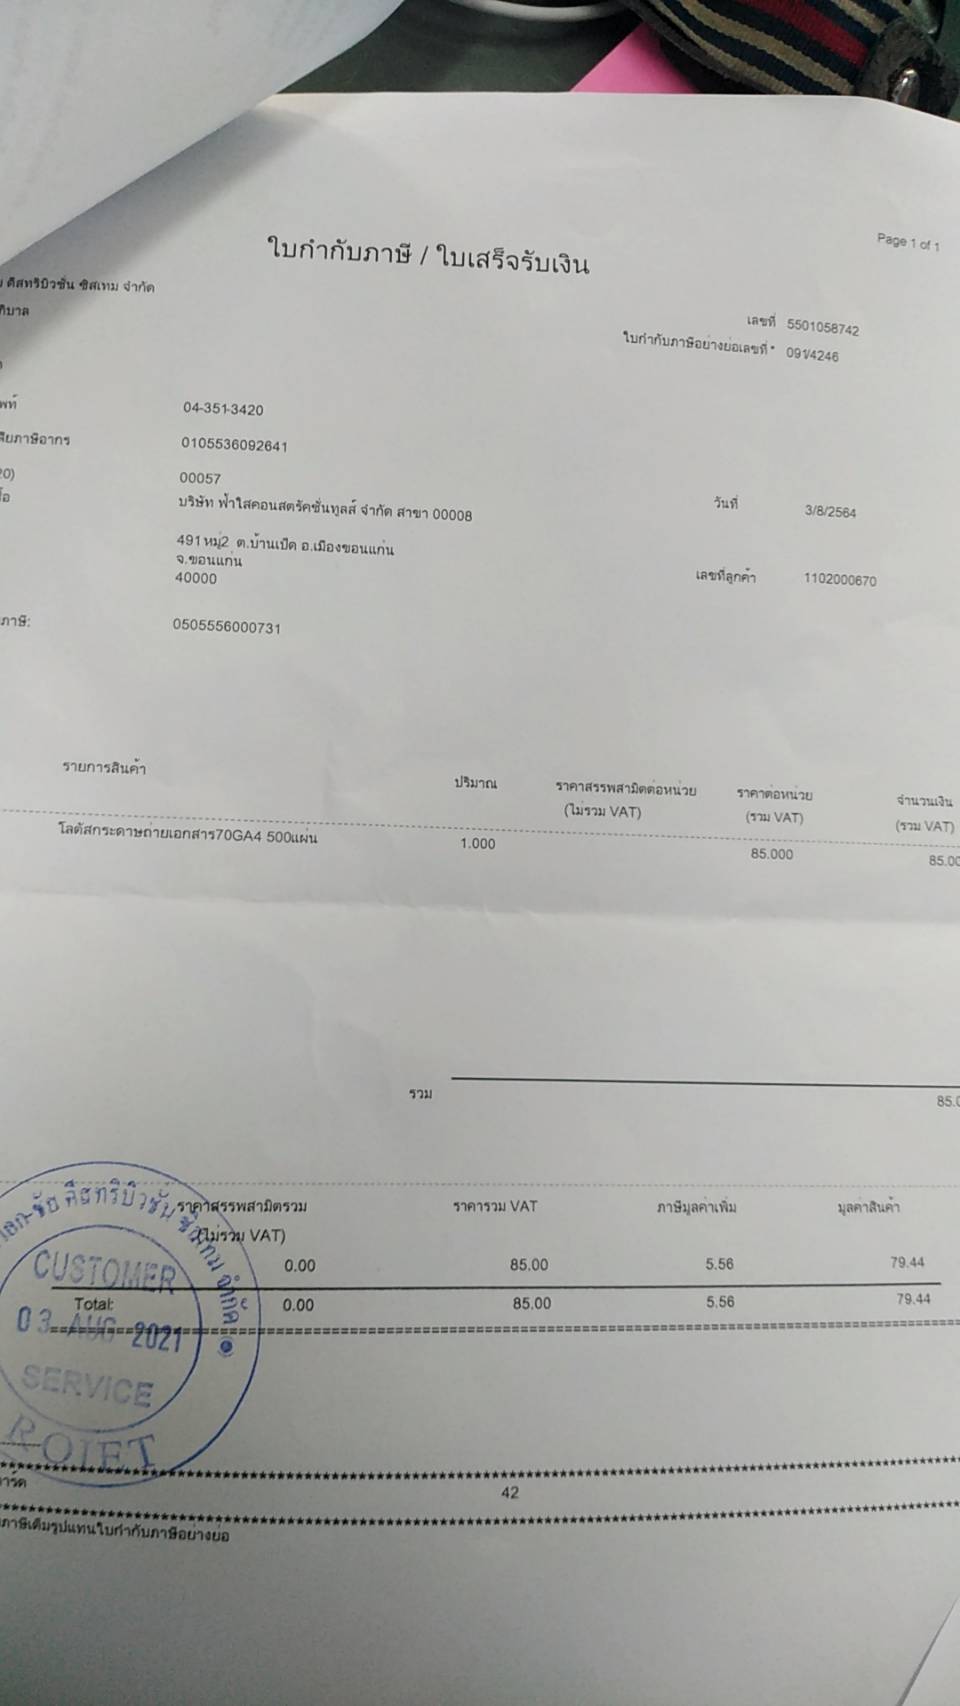 Page 1 of 1
ใบกำกับภาษี / ใบเสร็จรับเงิน
ดีสทริบิวชั่น ซิสเทม จำกัด
เลขที่ 5501058742
ใบกำกับภาษีอย่างย่อเลขที่ * 091/4246
04-351-3420
เสียภาษีอากร 0105536092641
00057
บริษัท ฟ้าใสคอนสตรัคชั่นทูลส์ จำกัด สาขา 00008
วันที่ 3/8/2564
491 หมู่2 ต.บ้านเป็ด อ.เมืองขอนแก่น
จ.ขอนแก่น
40000
เลขที่ลูกค้า 1102000670
ภาษี: 0505556000731
รายการสินค้า ปริมาณ ราคาสรรพสามิตต่อหน่วย ราคาต่อหน่วย จำนวนเงิน
(ไม่รวม VAT) (รวม VAT) (รวม VAT)
โลตัสกระดาษถ่ายเอกสาร70GA4 500แผ่น 1.000 85.000 85.00
รวม 85.0
ราคาสรรพสามิตรวม ราคารวม VAT ภาษีมูลค่าเพิ่ม มูลค่าสินค้า
(ไม่รวม VAT)
0.00 85.00 5.56 79.44
Total: 0.00 85.00 5.56 79.44
ดีสทริบิวชั่น ซิสเทม จำกัด
CUSTOMER
03 AUG 2021
SERVICE
ROIET
42
ภาษีเต็มรูปแทนใบกำกับภาษีอย่างย่อ